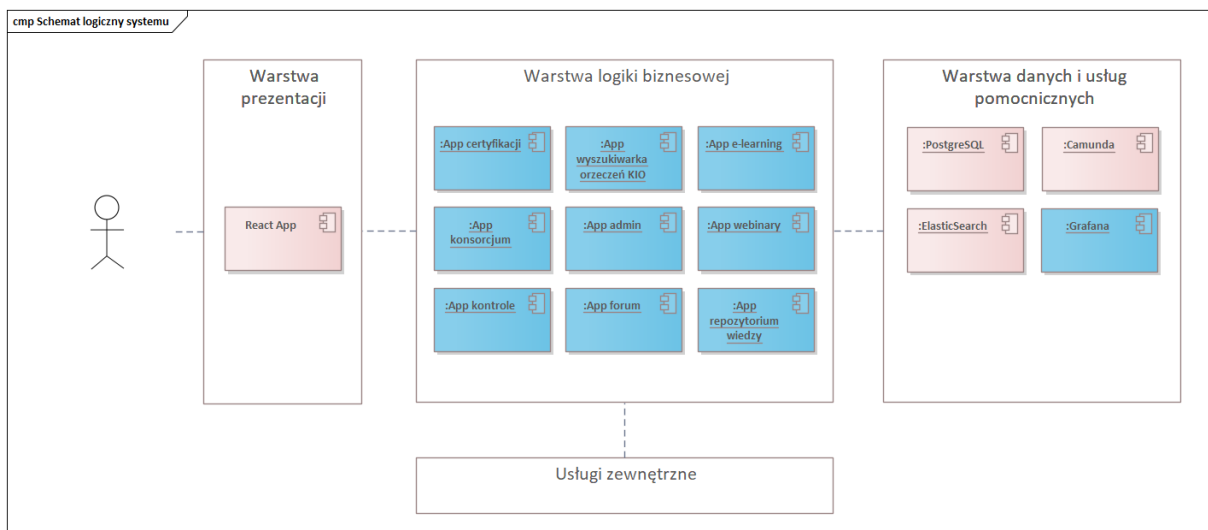 cmp Schemat logiczny systemu
Warstwa
prezentacji
React App
Warstwa logiki biznesowej
:App certyfikacji
:App
wyszukiwarka
orzeczeń KIO
:App e-learning
:App
konsorcjum
:App admin
:App webinary
:App kontrole
:App forum
:App
repozytorium
wiedzy
Warstwa danych i usług
pomocnicznych
:PostgreSQL
:Camunda
:ElasticSearch
:Grafana
Usługi zewnętrzne